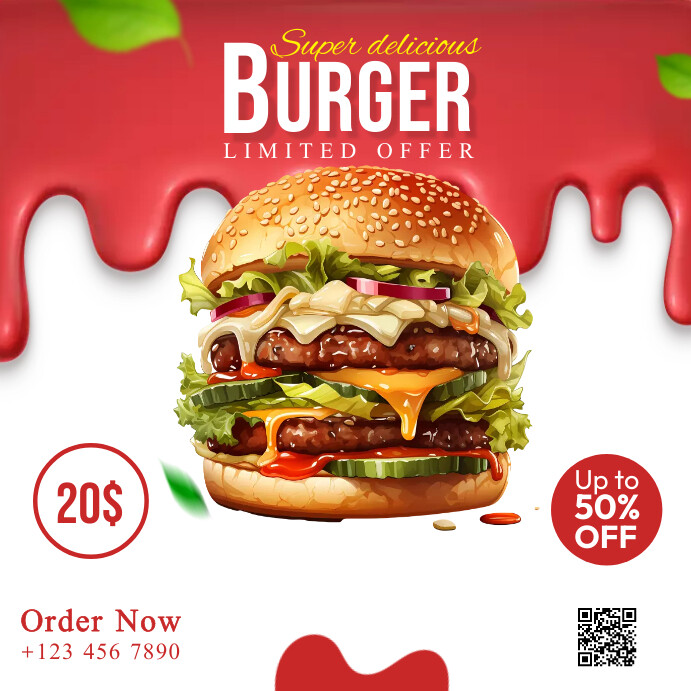 Super delicious
BURGER
LIMITED OFFER
20$
Up to
50%
OFF
Order Now
+123 456 7890